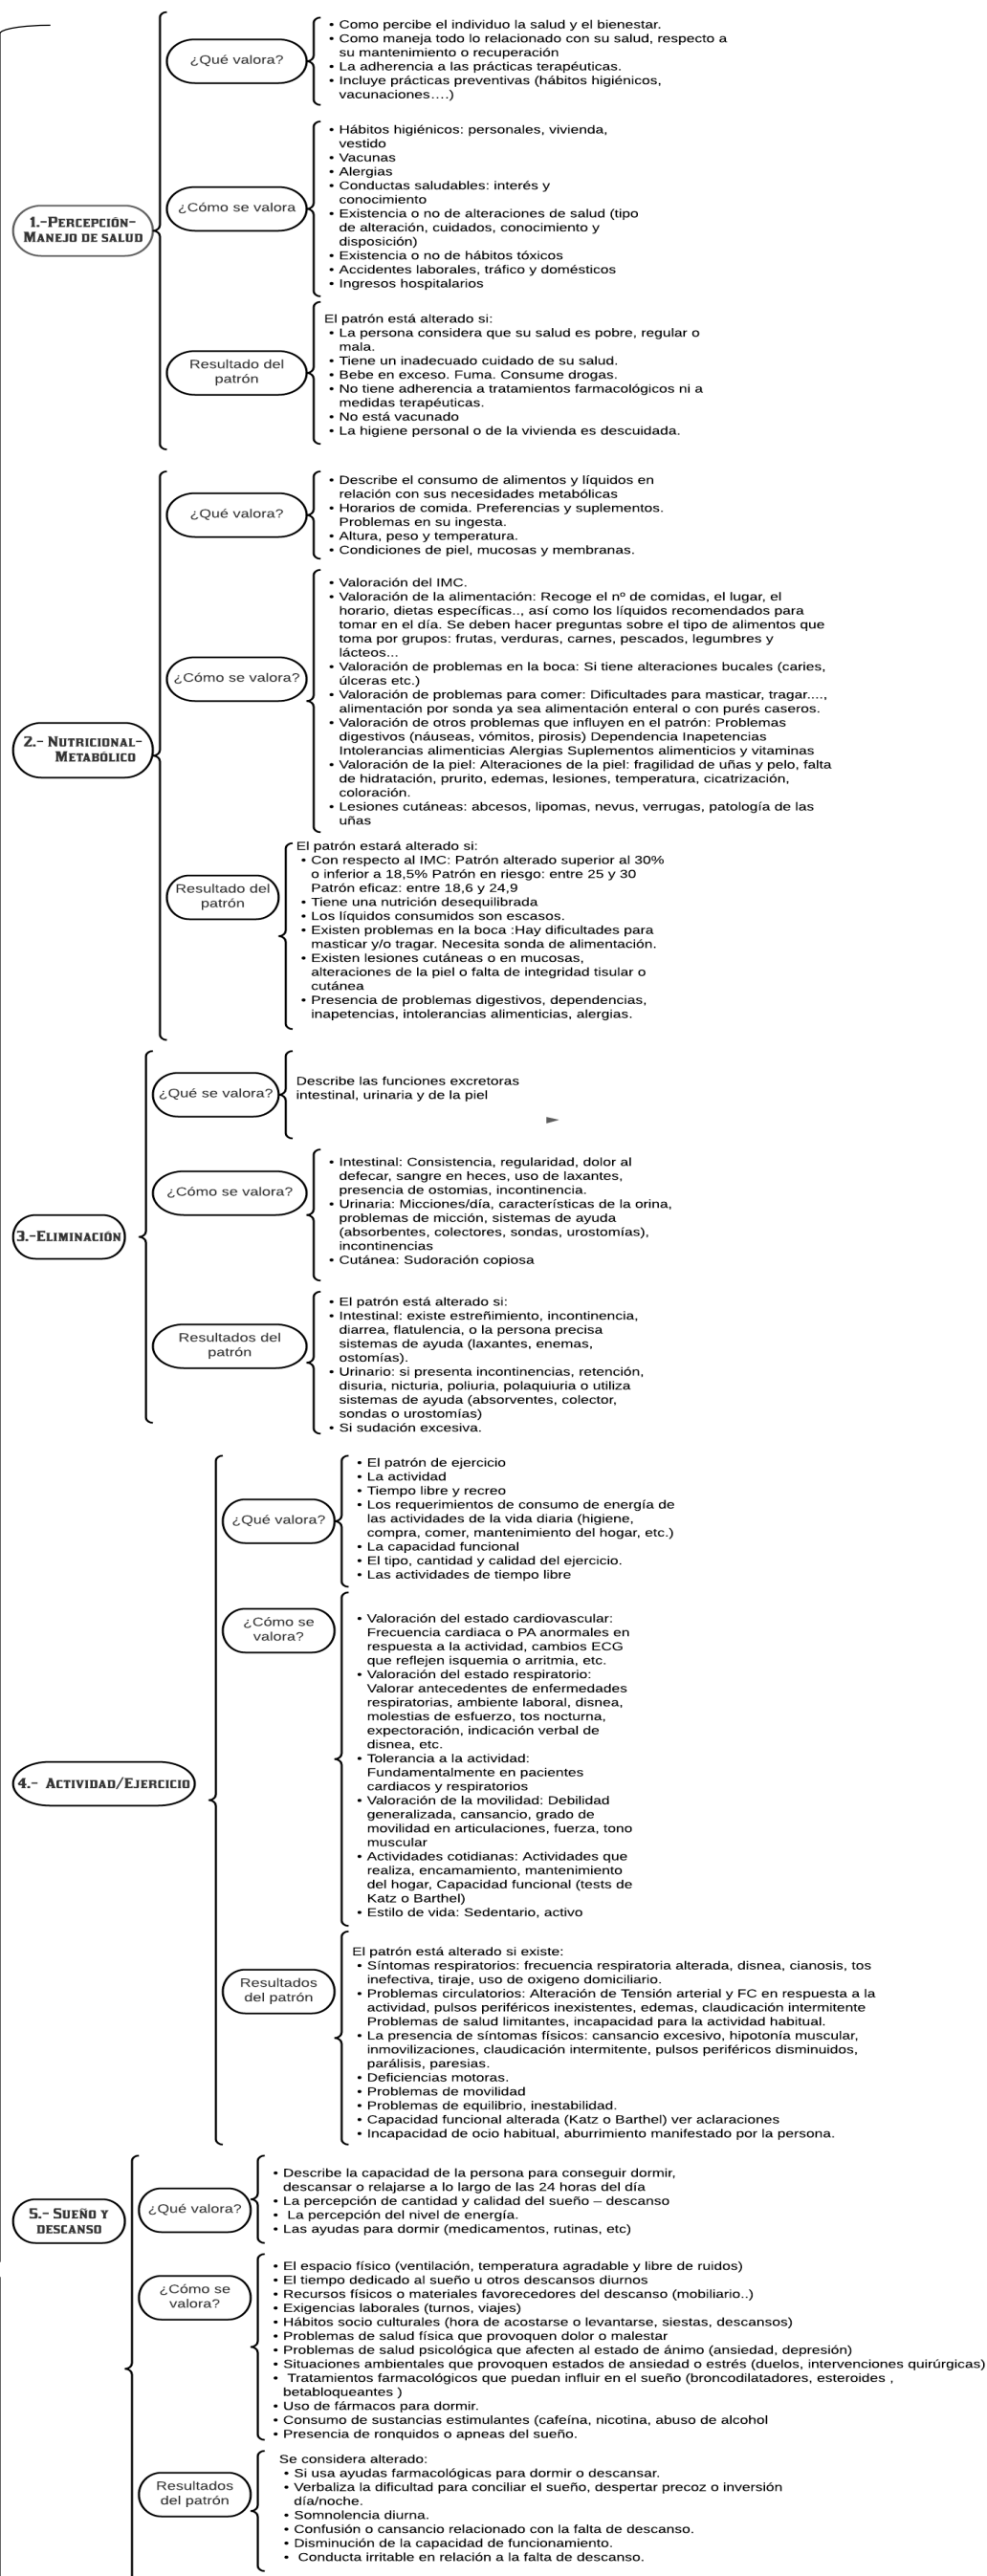 1.-Percepción-
Manejo de salud
¿Qué valora?
• Como percibe el individuo la salud y el bienestar.
• Como maneja todo lo relacionado con su salud, respecto a
su mantenimiento o recuperación
• La adherencia a las prácticas terapéuticas.
• Incluye prácticas preventivas (hábitos higiénicos,
vacunaciones….)
¿Cómo se valora
• Hábitos higiénicos: personales, vivienda,
vestido
• Vacunas
• Alergias
• Conductas saludables: interés y
conocimiento
• Existencia o no de alteraciones de salud (tipo
de alteración, cuidados, conocimiento y
disposición)
• Existencia o no de hábitos tóxicos
• Accidentes laborales, tráfico y domésticos
• Ingresos hospitalarios
Resultado del
patrón
El patrón está alterado si:
• La persona considera que su salud es pobre, regular o
mala.
• Tiene un inadecuado cuidado de su salud.
• Bebe en exceso. Fuma. Consume drogas.
• No tiene adherencia a tratamientos farmacológicos ni a
medidas terapéuticas.
• No está vacunado
• La higiene personal o de la vivienda es descuidada.
2.- Nutricional-
Metabólico
¿Qué valora?
• Describe el consumo de alimentos y líquidos en
relación con sus necesidades metabólicas
• Horarios de comida. Preferencias y suplementos.
Problemas en su ingesta.
• Altura, peso y temperatura.
• Condiciones de piel, mucosas y membranas.
¿Cómo se valora?
• Valoración del IMC.
• Valoración de la alimentación: Recoge el nº de comidas, el lugar, el
horario, dietas específicas.., así como los líquidos recomendados para
tomar en el día. Se deben hacer preguntas sobre el tipo de alimentos que
toma por grupos: frutas, verduras, carnes, pescados, legumbres y
lácteos...
• Valoración de problemas en la boca: Si tiene alteraciones bucales (caries,
úlceras etc.)
• Valoración de problemas para comer: Dificultades para masticar, tragar....,
alimentación por sonda ya sea alimentación enteral o con purés caseros.
• Valoración de otros problemas que influyen en el patrón: Problemas
digestivos (náuseas, vómitos, pirosis) Dependencia Inapetencias
Intolerancias alimenticias Alergias Suplementos alimenticios y vitaminas
• Valoración de la piel: Alteraciones de la piel: fragilidad de uñas y pelo, falta
de hidratación, prurito, edemas, lesiones, temperatura, cicatrización,
coloración.
• Lesiones cutáneas: abcesos, lipomas, nevus, verrugas, patología de las
uñas
Resultado del
patrón
El patrón estará alterado si:
• Con respecto al IMC: Patrón alterado superior al 30%
o inferior a 18,5% Patrón en riesgo: entre 25 y 30
Patrón eficaz: entre 18,6 y 24,9
• Tiene una nutrición desequilibrada
• Los líquidos consumidos son escasos.
• Existen problemas en la boca :Hay dificultades para
masticar y/o tragar. Necesita sonda de alimentación.
• Existen lesiones cutáneas o en mucosas,
alteraciones de la piel o falta de integridad tisular o
cutánea
• Presencia de problemas digestivos, dependencias,
inapetencias, intolerancias alimenticias, alergias.
3.-Eliminación
¿Qué se valora?
Describe las funciones excretoras
intestinal, urinaria y de la piel
¿Cómo se valora?
• Intestinal: Consistencia, regularidad, dolor al
defecar, sangre en heces, uso de laxantes,
presencia de ostomias, incontinencia.
• Urinaria: Micciones/día, características de la orina,
problemas de micción, sistemas de ayuda
(absorbentes, colectores, sondas, urostomías),
incontinencias
• Cutánea: Sudoración copiosa
Resultados del
patrón
• El patrón está alterado si:
• Intestinal: existe estreñimiento, incontinencia,
diarrea, flatulencia, o la persona precisa
sistemas de ayuda (laxantes, enemas,
ostomías).
• Urinario: si presenta incontinencias, retención,
disuria, nicturia, poliuria, polaquiuria o utiliza
sistemas de ayuda (absorventes, colector,
sondas o urostomías)
• Si sudación excesiva.
4.- Actividad/Ejercicio
¿Qué valora?
• El patrón de ejercicio
• La actividad
• Tiempo libre y recreo
• Los requerimientos de consumo de energía de
las actividades de la vida diaria (higiene,
compra, comer, mantenimiento del hogar, etc.)
• La capacidad funcional
• El tipo, cantidad y calidad del ejercicio.
• Las actividades de tiempo libre
¿Cómo se
valora?
• Valoración del estado cardiovascular:
Frecuencia cardiaca o PA anormales en
respuesta a la actividad, cambios ECG
que reflejen isquemia o arritmia, etc.
• Valoración del estado respiratorio:
Valorar antecedentes de enfermedades
respiratorias, ambiente laboral, disnea,
molestias de esfuerzo, tos nocturna,
expectoración, indicación verbal de
disnea, etc.
• Tolerancia a la actividad:
Fundamentalmente en pacientes
cardiacos y respiratorios
• Valoración de la movilidad: Debilidad
generalizada, cansancio, grado de
movilidad en articulaciones, fuerza, tono
muscular
• Actividades cotidianas: Actividades que
realiza, encamamiento, mantenimiento
del hogar, Capacidad funcional (tests de
Katz o Barthel)
• Estilo de vida: Sedentario, activo
Resultados
del patrón
El patrón está alterado si existe:
• Síntomas respiratorios: frecuencia respiratoria alterada, disnea, cianosis, tos
inefectiva, tiraje, uso de oxigeno domiciliario.
• Problemas circulatorios: Alteración de Tensión arterial y FC en respuesta a la
actividad, pulsos periféricos inexistentes, edemas, claudicación intermitente
Problemas de salud limitantes, incapacidad para la actividad habitual.
• La presencia de síntomas físicos: cansancio excesivo, hipotonía muscular,
inmovilizaciones, claudicación intermitente, pulsos periféricos disminuidos,
parálisis, paresias.
• Deficiencias motoras.
• Problemas de movilidad
• Problemas de equilibrio, inestabilidad.
• Capacidad funcional alterada (Katz o Barthel) ver aclaraciones
• Incapacidad de ocio habitual, aburrimiento manifestado por la persona.
5.- Sueño y
descanso
¿Qué valora?
• Describe la capacidad de la persona para conseguir dormir,
descansar o relajarse a lo largo de las 24 horas del día
• La percepción de cantidad y calidad del sueño – descanso
• La percepción del nivel de energía.
• Las ayudas para dormir (medicamentos, rutinas, etc)
¿Cómo se
valora?
• El espacio físico (ventilación, temperatura agradable y libre de ruidos)
• El tiempo dedicado al sueño u otros descansos diurnos
• Recursos físicos o materiales favorecedores del descanso (mobiliario..)
• Exigencias laborales (turnos, viajes)
• Hábitos socio culturales (hora de acostarse o levantarse, siestas, descansos)
• Problemas de salud física que provoquen dolor o malestar
• Problemas de salud psicológica que afecten al estado de ánimo (ansiedad, depresión)
• Situaciones ambientales que provoquen estados de ansiedad o estrés (duelos, intervenciones quirúrgicas)
• Tratamientos farmacológicos que puedan influir en el sueño (broncodilatadores, esteroides ,
betabloqueantes )
• Uso de fármacos para dormir.
• Consumo de sustancias estimulantes (cafeína, nicotina, abuso de alcohol
• Presencia de ronquidos o apneas del sueño.
Resultados
del patrón
Se considera alterado:
• Si usa ayudas farmacológicas para dormir o descansar.
• Verbaliza la dificultad para conciliar el sueño, despertar precoz o inversión
día/noche.
• Somnolencia diurna.
• Confusión o cansancio relacionado con la falta de descanso.
• Disminución de la capacidad de funcionamiento.
• Conducta irritable en relación a la falta de descanso.